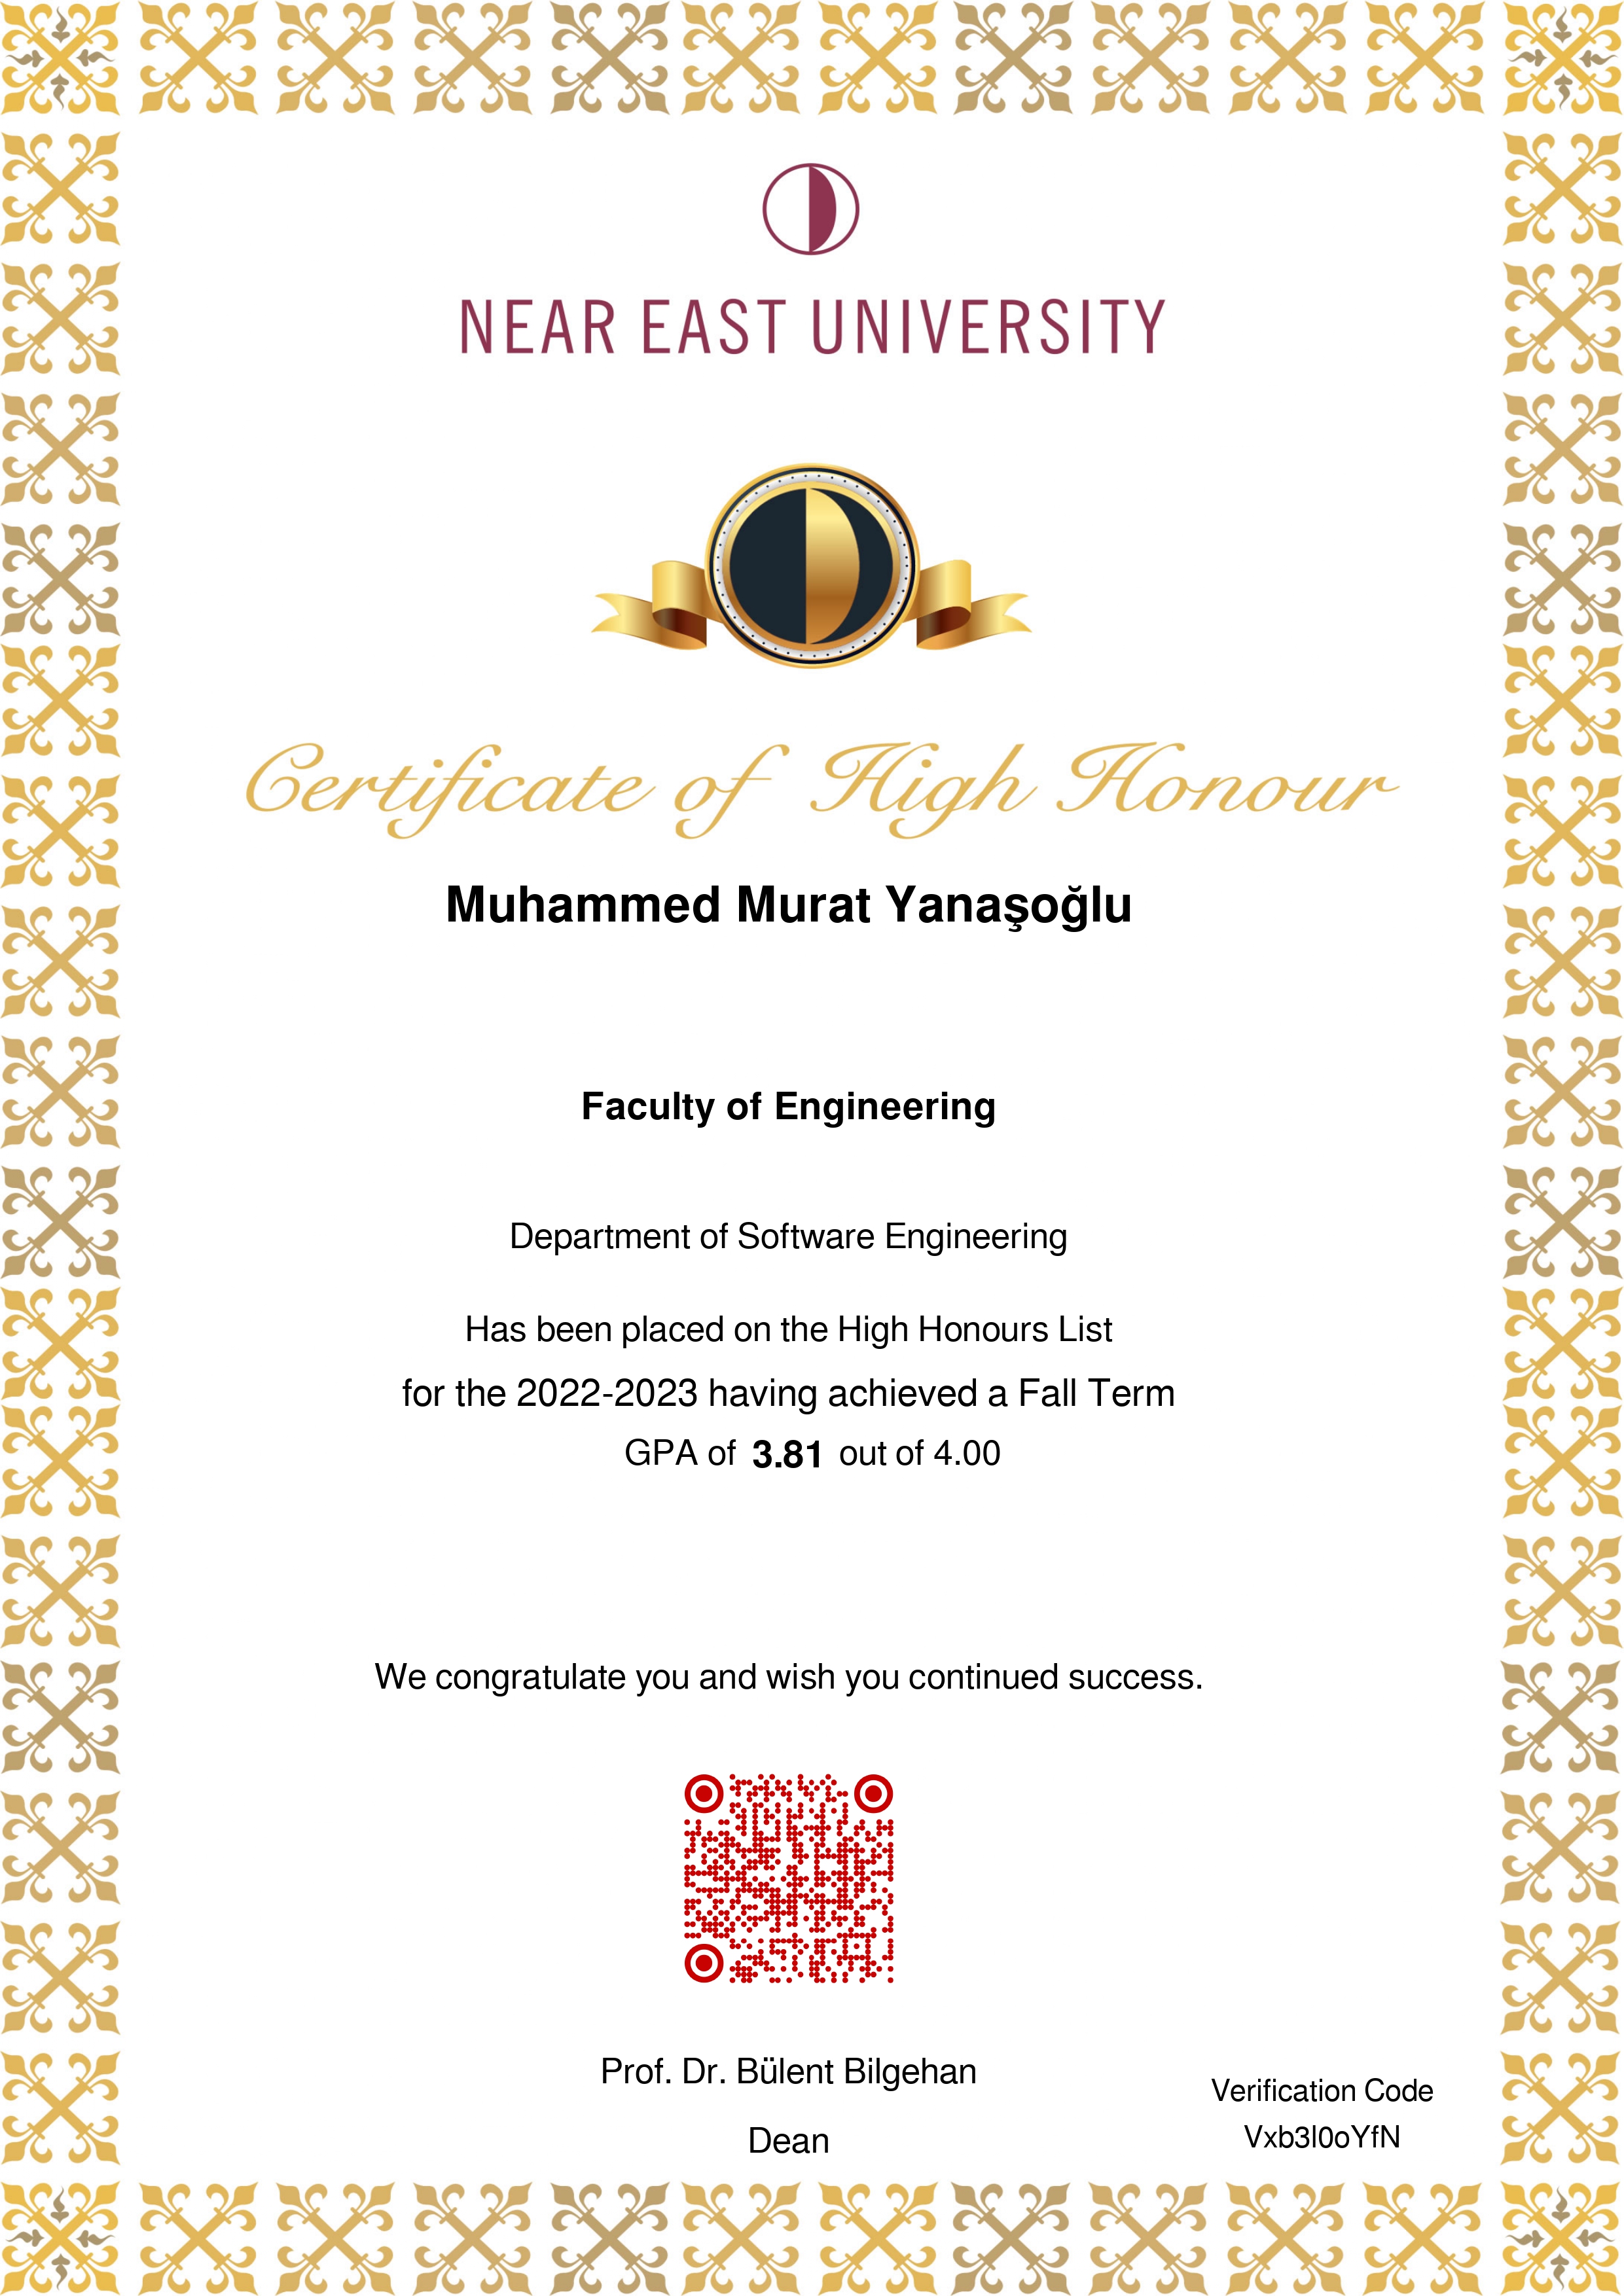 NEAR EAST UNIVERSITY
Certificate of High Honour
Muhammed Murat Yanaşoğlu
Faculty of Engineering
Department of Software Engineering
Has been placed on the High Honours List
for the 2022-2023 having achieved a Fall Term
GPA of 3.81 out of 4.00
We congratulate you and wish you continued success.
Prof. Dr. Bülent Bilgehan
Dean
Verification Code
Vxb3l0oYfN